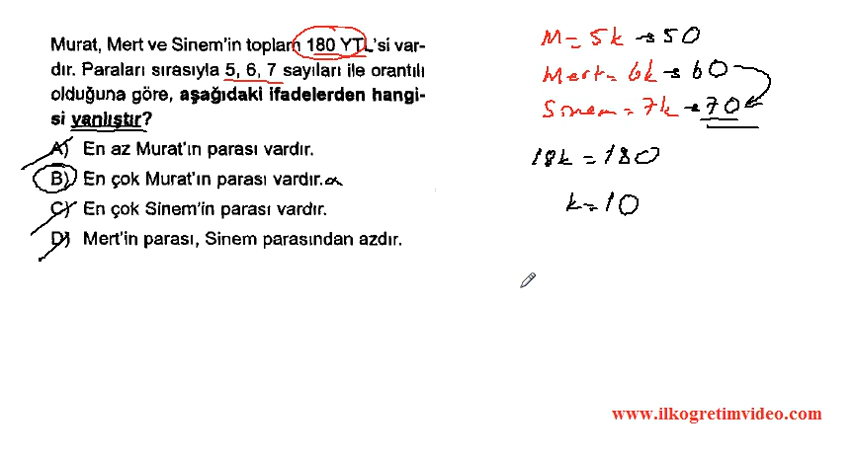 Murat, Mert ve Sinem'in toplam 180 YTL'si var-
dır. Paraları sırasıyla 5, 6, 7 sayıları ile orantılı
olduğuna göre, aşağıdaki ifadelerden hangi-
si yanlıştır?
A) En az Murat'ın parası vardır.
B) En çok Murat'ın parası vardır.
C) En çok Sinem'in parası vardır.
D) Mert'in parası, Sinem parasından azdır.
M = 5k → 50
Mert = 6k → 60
Sinem = 7k → 70
18k = 180
k = 10
www.ilkogretimvideo.com